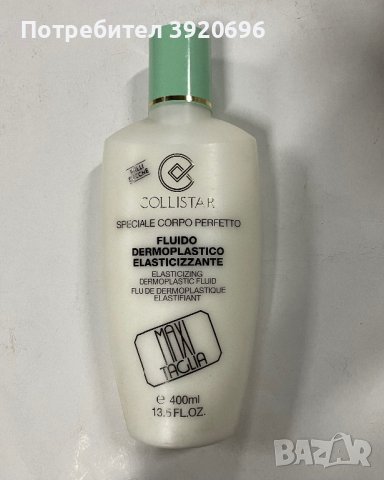 Потребител 3920696
COLLISTAR
SPECIALE CORPO PERFETTO
FLUIDO
DERMOPLASTICO
ELASTICIZZANTE
ELASTICIZING
DERMOPLASTIC FLUID
FLUIDE DERMOPLASTIQUE
ELASTIFIANT
MAXI
TAGLIA
e 400ml
13.5 FL.OZ.
BAZAR